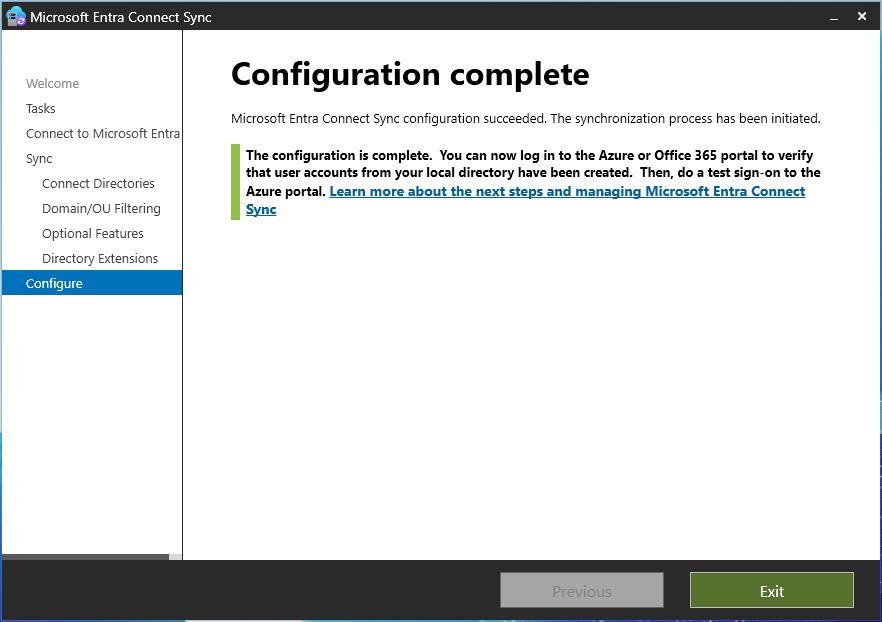 Microsoft Entra Connect Sync
Welcome
Tasks
Connect to Microsoft Entra
Sync
Connect Directories
Domain/OU Filtering
Optional Features
Directory Extensions
Configure
Configuration complete
Microsoft Entra Connect Sync configuration succeeded. The synchronization process has been initiated.
The configuration is complete.  You can now log in to the Azure or Office 365 portal to verify
that user accounts from your local directory have been created.  Then, do a test sign-on to the
Azure portal. Learn more about the next steps and managing Microsoft Entra Connect
Sync
Previous
Exit